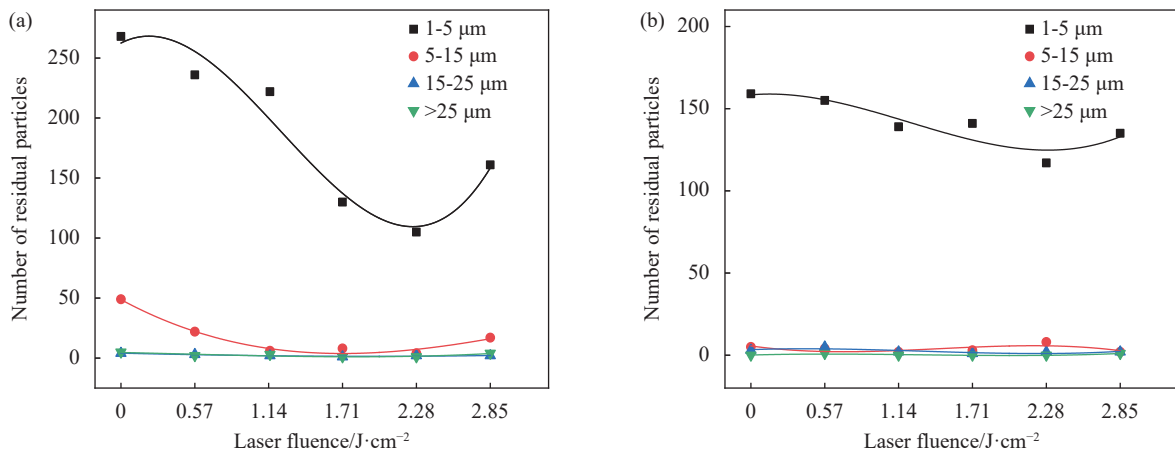 (a)
1-5 μm
5-15 μm
15-25 μm
>25 μm
250
200
150
100
50
0
Number of residual particles
0 0.57 1.14 1.71 2.28 2.85
Laser fluence/J·cm⁻²
(b)
1-5 μm
5-15 μm
15-25 μm
>25 μm
200
150
100
50
0
Number of residual particles
0 0.57 1.14 1.71 2.28 2.85
Laser fluence/J·cm⁻²